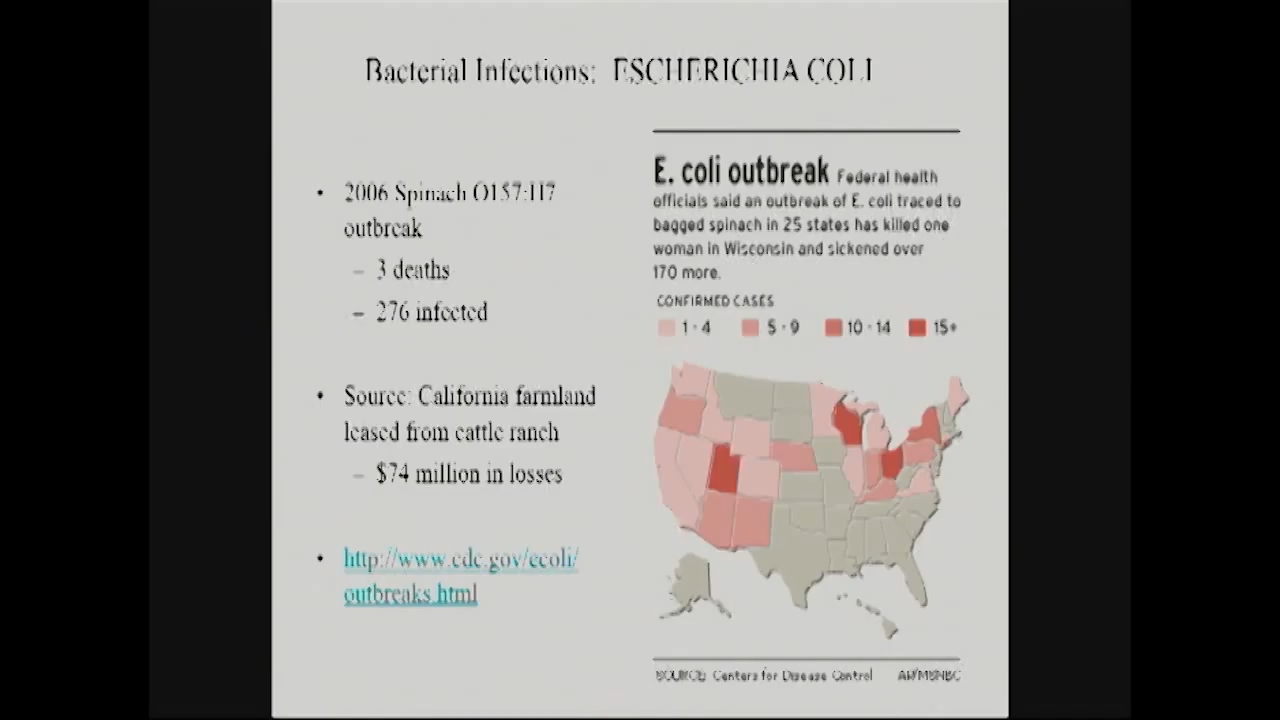 Bacterial Infections: ESCHERICHIA COLI
• 2006 Spinach O157:H7
outbreak
– 3 deaths
– 276 infected
• Source: California farmland
leased from cattle ranch
– $74 million in losses
• http://www.cdc.gov/ecoli/
outbreaks.html
E. coli outbreak Federal health
officials said an outbreak of E. coli traced to
bagged spinach in 25 states has killed one
woman in Wisconsin and sickened over
170 more.
CONFIRMED CASES
1 - 4 5 - 9 10 - 14 15+
SOURCE: Centers for Disease Control AP/MSNBC